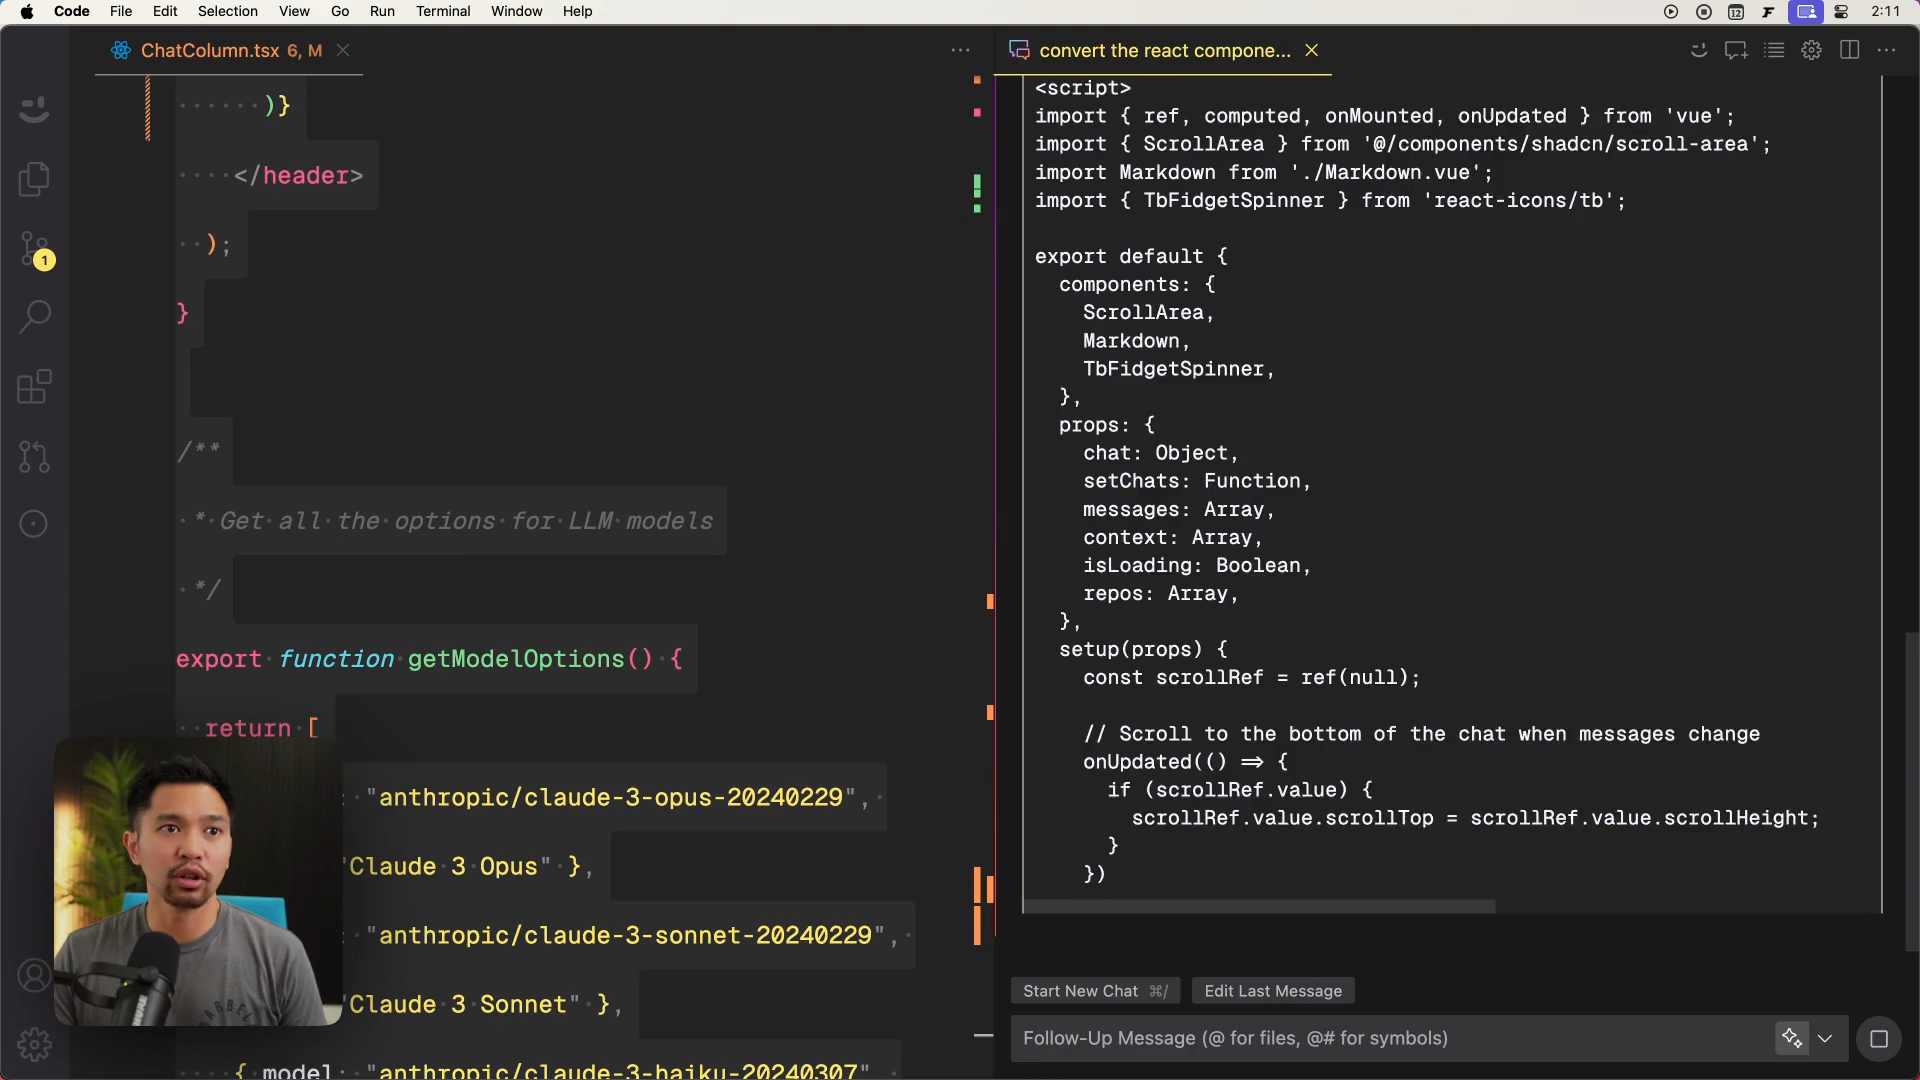 Code File Edit Selection View Go Run Terminal Window Help
12
2:11
ChatColumn.tsx 6, M
convert the react compone...
1
······)}
····</header>
··);
}
/**
·*·Get·all·the·options·for·LLM·models
·*/
export·function·getModelOptions()·{
··return·[
: "anthropic/claude-3-opus-20240229",·
"Claude·3·Opus"·},
: "anthropic/claude-3-sonnet-20240229",·
"Claude·3·Sonnet"·},
····{·model:·"anthropic/claude-3-haiku-20240307"
<script>
import { ref, computed, onMounted, onUpdated } from 'vue';
import { ScrollArea } from '@/components/shadcn/scroll-area';
import Markdown from './Markdown.vue';
import { TbFidgetSpinner } from 'react-icons/tb';
export default {
components: {
ScrollArea,
Markdown,
TbFidgetSpinner,
},
props: {
chat: Object,
setChats: Function,
messages: Array,
context: Array,
isLoading: Boolean,
repos: Array,
},
setup(props) {
const scrollRef = ref(null);
// Scroll to the bottom of the chat when messages change
onUpdated(() => {
if (scrollRef.value) {
scrollRef.value.scrollTop = scrollRef.value.scrollHeight;
}
})
Start New Chat ⌘/
Edit Last Message
Follow-Up Message (@ for files, @# for symbols)